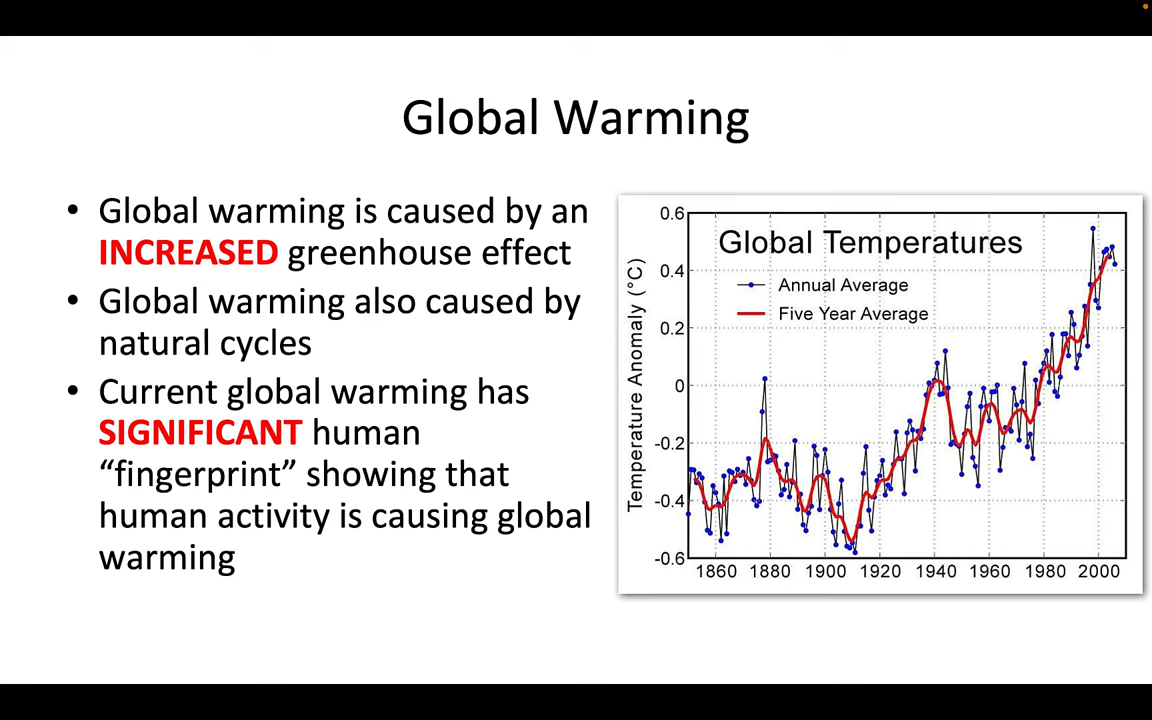 Global Warming
• Global warming is caused by an
INCREASED greenhouse effect
• Global warming also caused by
natural cycles
• Current global warming has
SIGNIFICANT human
“fingerprint” showing that
human activity is causing global
warming
Global Temperatures
Annual Average
Five Year Average
Temperature Anomaly (°C)
0.6
0.4
0.2
0
-0.2
-0.4
-0.6
1860 1880 1900 1920 1940 1960 1980 2000